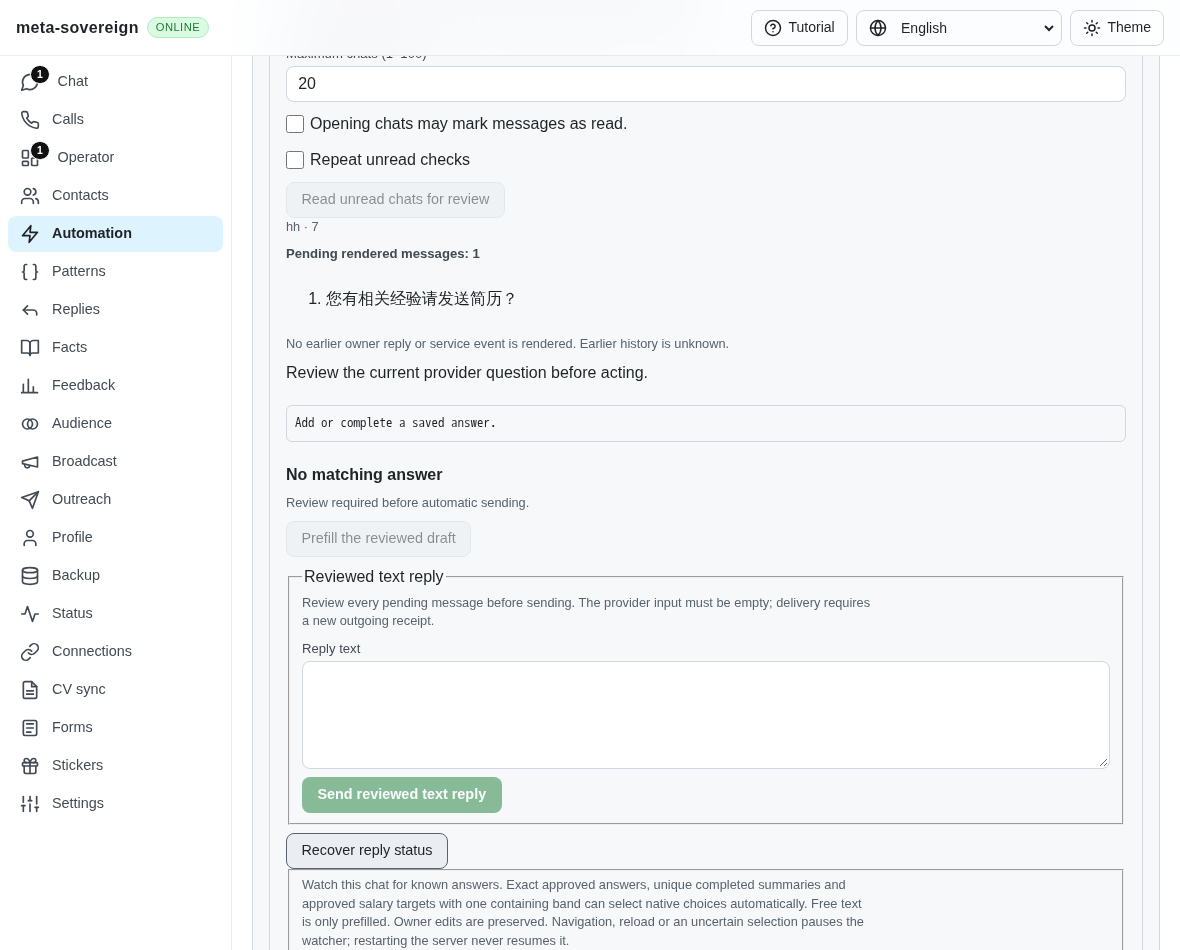 meta-sovereign ONLINE
Tutorial
English
Theme
1 Chat
Calls
1 Operator
Contacts
Automation
Patterns
Replies
Facts
Feedback
Audience
Broadcast
Outreach
Profile
Backup
Status
Connections
CV sync
Forms
Stickers
Settings
20
Opening chats may mark messages as read.
Repeat unread checks
Read unread chats for review
hh · 7
Pending rendered messages: 1
1. 您有相关经验请发送简历？
No earlier owner reply or service event is rendered. Earlier history is unknown.
Review the current provider question before acting.
Add or complete a saved answer.
No matching answer
Review required before automatic sending.
Prefill the reviewed draft
Reviewed text reply
Review every pending message before sending. The provider input must be empty; delivery requires
a new outgoing receipt.
Reply text
Send reviewed text reply
Recover reply status
Watch this chat for known answers. Exact approved answers, unique completed summaries and
approved salary targets with one containing band can select native choices automatically. Free text
is only prefilled. Owner edits are preserved. Navigation, reload or an uncertain selection pauses the
watcher; restarting the server never resumes it.